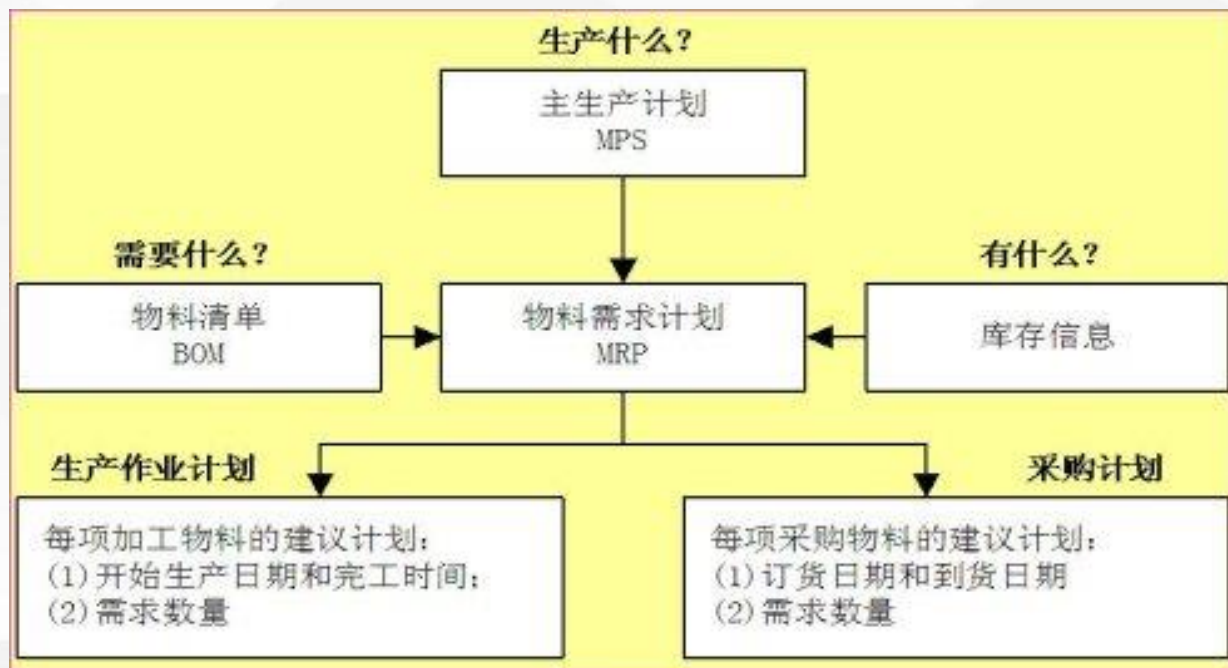 生产什么？
主生产计划
MPS
需要什么？
有什么？
物料清单
BOM
物料需求计划
MRP
库存信息
生产作业计划
采购计划
每项加工物料的建议计划：
(1)开始生产日期和完工时间；
(2)需求数量
每项采购物料的建议计划：
(1)订货日期和到货日期
(2)需求数量